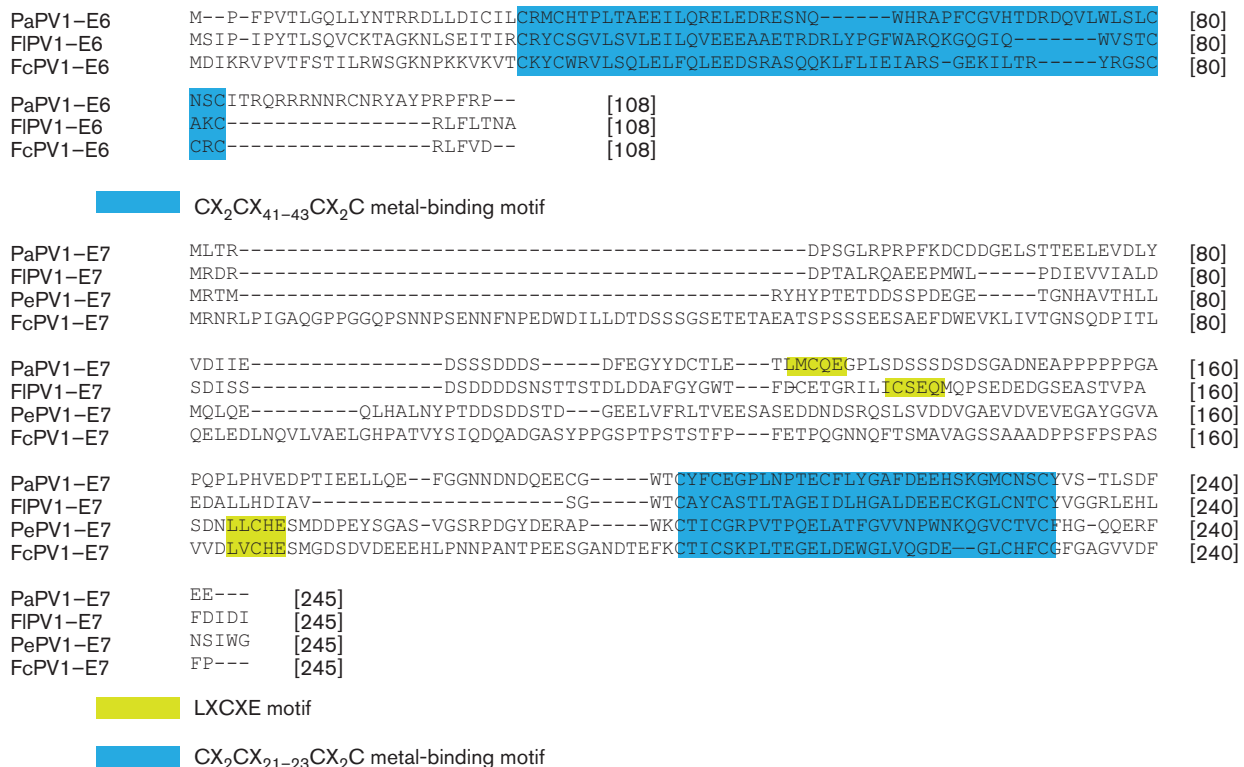 PaPV1–E6 M--P-FPVTLGQLLYNTRRDLLDICILCRMCHTPLTAEEILQRELEDRESNQ------WHRAPFCGVHTDRDQVLWLSLC [80]
FlPV1–E6 MSIP-IPYTLSQVCKTAGKNLSEITIRCRYCSGVLSVLEILQVEEEAAETRDRLYPGFWARQKGQGIQ-------WVSTC [80]
FcPV1–E6 MDIKRVPVTFSTILRWSGKNPKKVKVTCKYCWRVLSQLELFQLEEDSRASQQKLFLIEIARS-GEKILTR-----YRGSC [80]
PaPV1–E6 NSCITRQRRRNNRCNRYAYPRPFRP-- [108]
FlPV1–E6 AKC-----------------RLFLTNA [108]
FcPV1–E6 CRC-----------------RLFVD-- [108]
CX₂CX₄₁₋₄₃CX₂C metal-binding motif
PaPV1–E7 MLTR-----------------------------------------------DPSGLRPRPFKDCDDGELSTTEELEVDLY [80]
FlPV1–E7 MRDR-----------------------------------------------DPTALRQAEEPMWL-----PDIEVVIALD [80]
PePV1–E7 MRTM--------------------------------------------RYHYPTETDDSSPDEGE-----TGNHAVTHLL [80]
FcPV1–E7 MRNRLPIGAQGPPGGQPSNNPSENNFNPEDWDILLDTDSSSGSETETAEATSPSSSEESAEFDWEVKLIVTGNSQDPITL [80]
PaPV1–E7 VDIIE----------------DSSSDDDS-----DFEGYYDCTLE---TLMCQEGPLSDSSSDSDSGADNEAPPPPPPGA [160]
FlPV1–E7 SDISS----------------DSDDDDSNSTTSTDLDDAFGYGWT---FDCETGRILICSEQMQPSEDEDGSEASTVPA [160]
PePV1–E7 MQLQE---------QLHALNYPTDDSDDSTD---GEELVFRLTVEESASEDDNDSRQSLSVDDVGAEVDVEVEGAYGGVA [160]
FcPV1–E7 QELEDLNQVLVAELGHPATVYSIQDQADGASYPPGSPTPSTSTFP---FETPQGNNQFTSMAVAGSSAAADPPSFPSPAS [160]
PaPV1–E7 PQPLPHVEDPTIEELLQE--FGGNNDNDQEECG-----WTCYFCEGPLNPTECFLYGAFDEEHSKGMCNSCYVS-TLSDF [240]
FlPV1–E7 EDALLHDIAV---------------------SG-----WTCAYCASTLTAGEIDLHGALDEEECKGLCNTCYVGGRLEHL [240]
PePV1–E7 SDNLLCHESMDDPEYSGAS-VGSRPDGYDERAP-----WKCTICGRPVTPQELATFGVVNPWNKQGVCTVCFHG-QQERF [240]
FcPV1–E7 VVDLVCHESMGDSDVDEEEHLPNNPANTPEESGANDTEFKCTICSKPLTEGELDEWGLVQGDE--GLCHFCGFGAGVVDF [240]
PaPV1–E7 EE--- [245]
FlPV1–E7 FDIDI [245]
PePV1–E7 NSIWG [245]
FcPV1–E7 FP--- [245]
LXCXE motif
CX₂CX₂₁₋₂₃CX₂C metal-binding motif